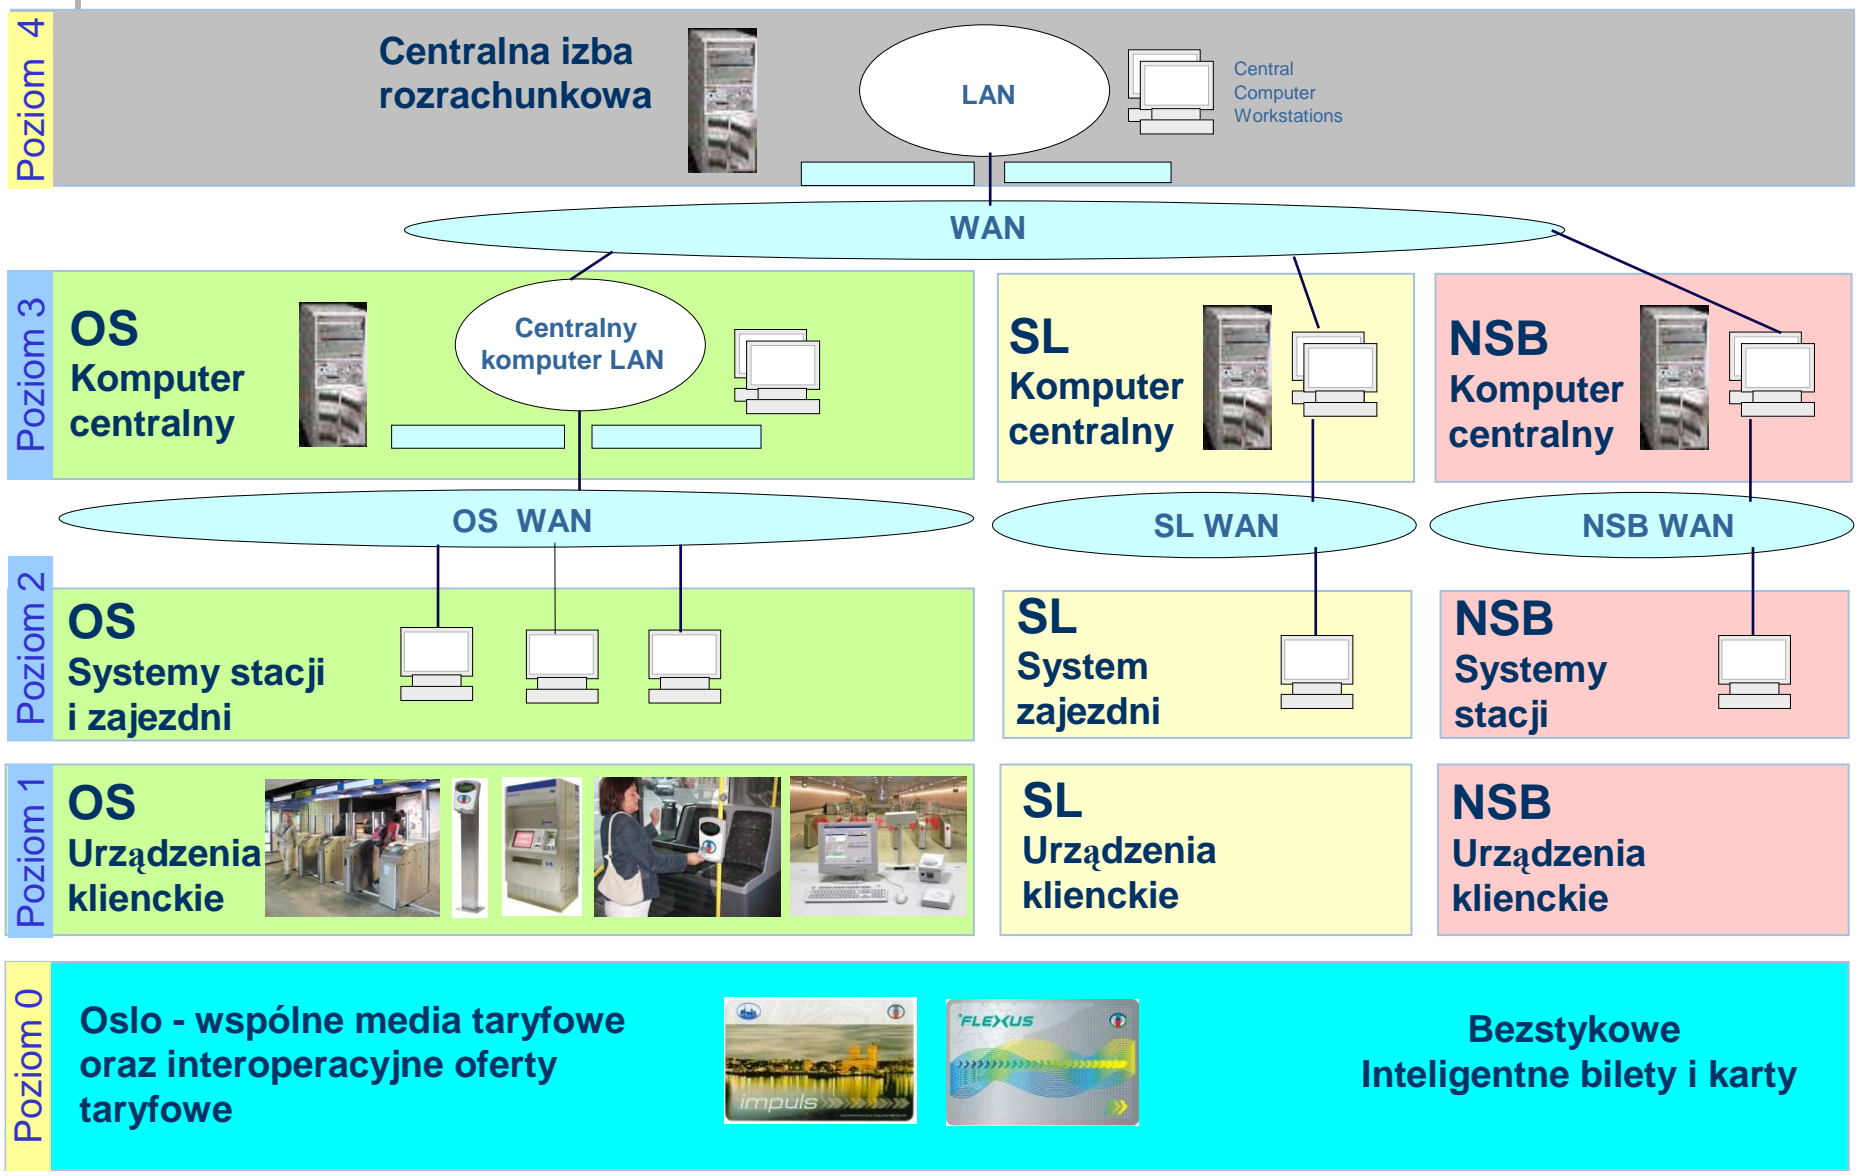 Poziom 4
Centralna izba
rozrachunkowa
LAN
Central
Computer
Workstations
WAN
Poziom 3
OS
Komputer
centralny
Centralny
komputer LAN
SL
Komputer
centralny
NSB
Komputer
centralny
OS WAN
SL WAN
NSB WAN
Poziom 2
OS
Systemy stacji
i zajezdni
SL
System
zajezdni
NSB
Systemy
stacji
Poziom 1
OS
Urządzenia
klienckie
SL
Urządzenia
klienckie
NSB
Urządzenia
klienckie
Poziom 0
Oslo - wspólne media taryfowe
oraz interoperacyjne oferty
taryfowe
impuls
FLEXUS
Bezstykowe
Inteligentne bilety i karty